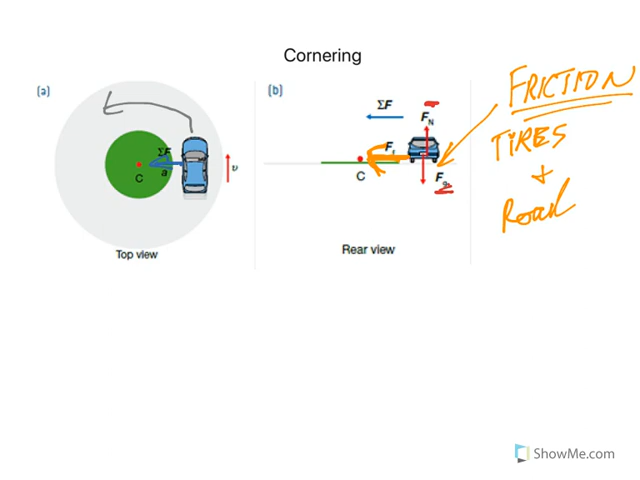 Cornering
(a)
ΣF
a
C
v
Top view
(b)
ΣF
F_N
F_f
C
F_g
Rear view
FRICTION
TIRES
+
Road
ShowMe.com